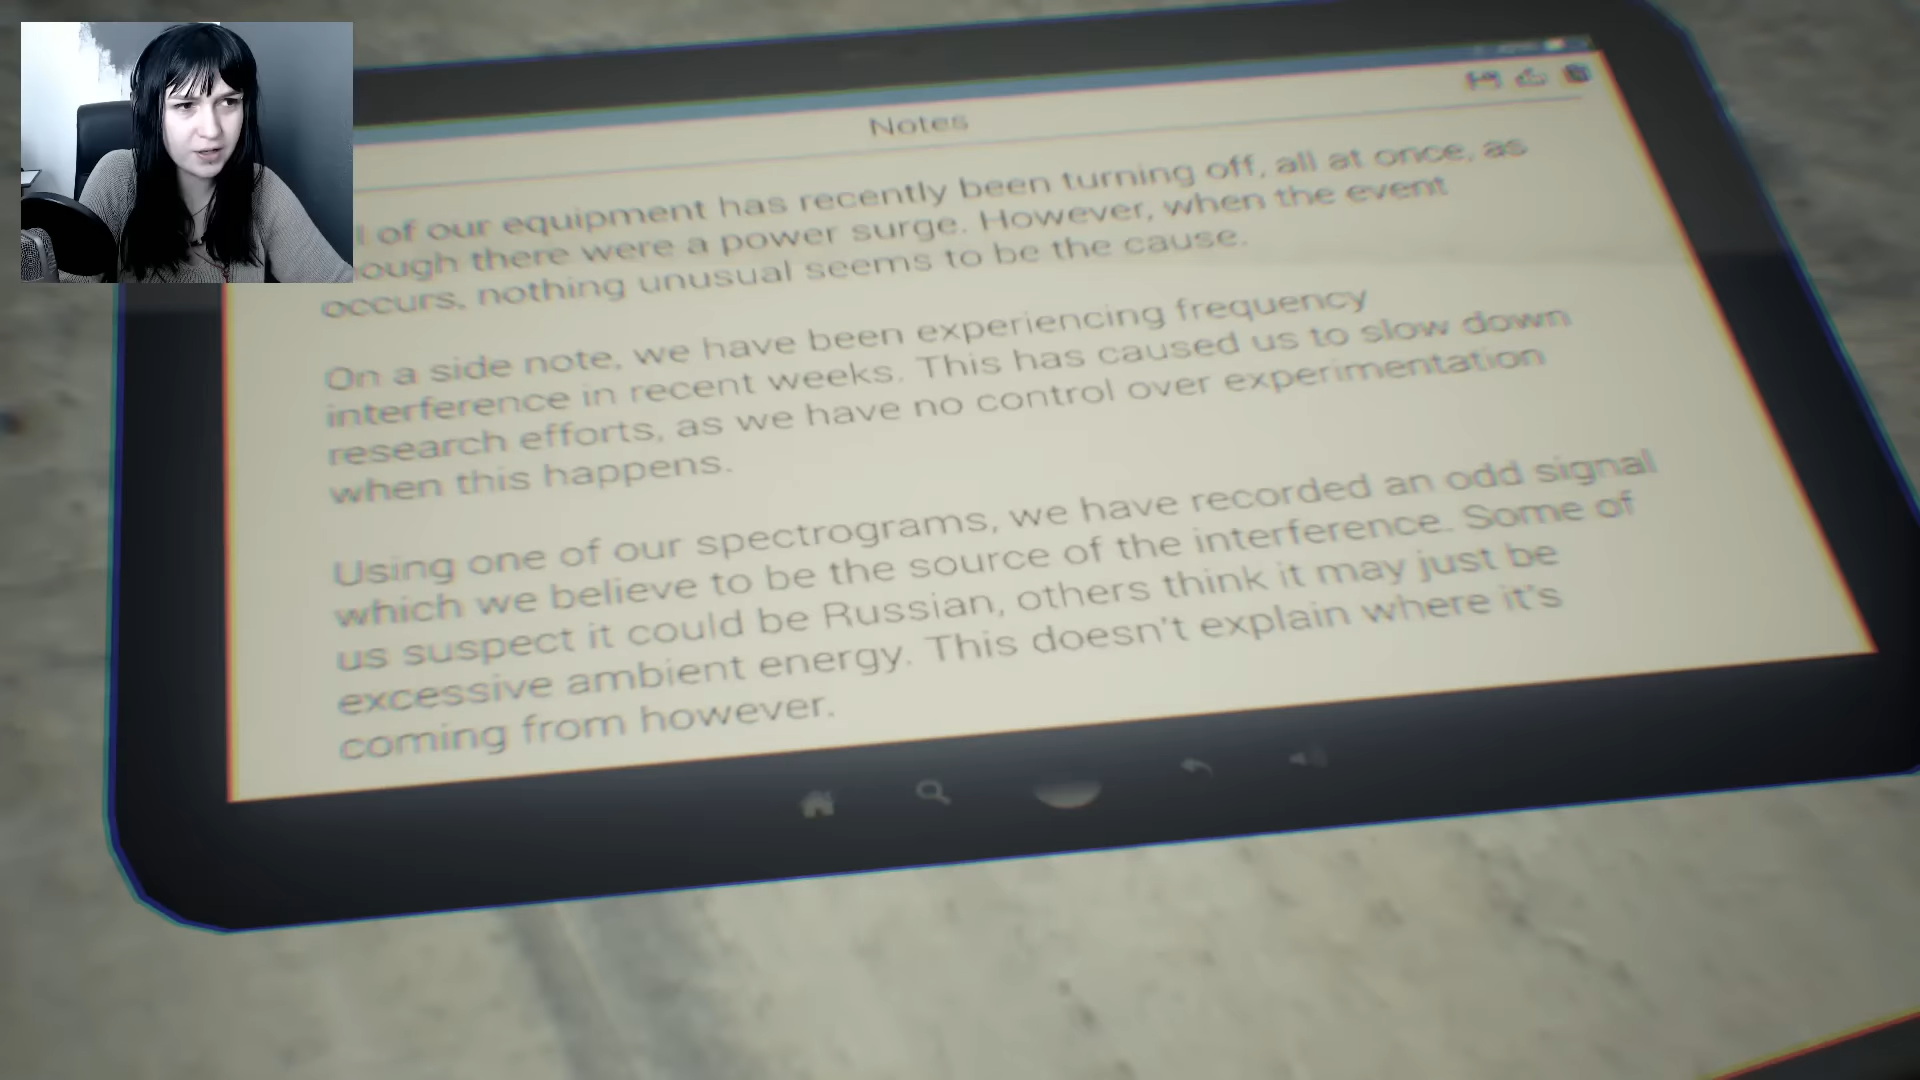 Notes
of our equipment has recently been turning off, all at once, as
ough there were a power surge. However, when the event
occurs, nothing unusual seems to be the cause.
On a side note, we have been experiencing frequency
interference in recent weeks. This has caused us to slow down
research efforts, as we have no control over experimentation
when this happens.
Using one of our spectrograms, we have recorded an odd signal
which we believe to be the source of the interference. Some of
us suspect it could be Russian, others think it may just be
excessive ambient energy. This doesn't explain where it's
coming from however.